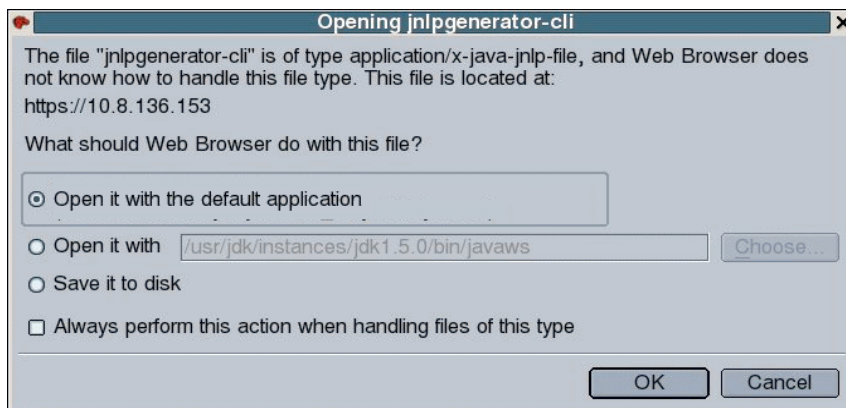 Opening jnlpgenerator-cli
The file "jnlpgenerator-cli" is of type application/x-java-jnlp-file, and Web Browser does
not know how to handle this file type. This file is located at:
https://10.8.136.153
What should Web Browser do with this file?
Open it with the default application
Open it with /usr/jdk/instances/jdk1.5.0/bin/javaws Choose...
Save it to disk
Always perform this action when handling files of this type
OK Cancel